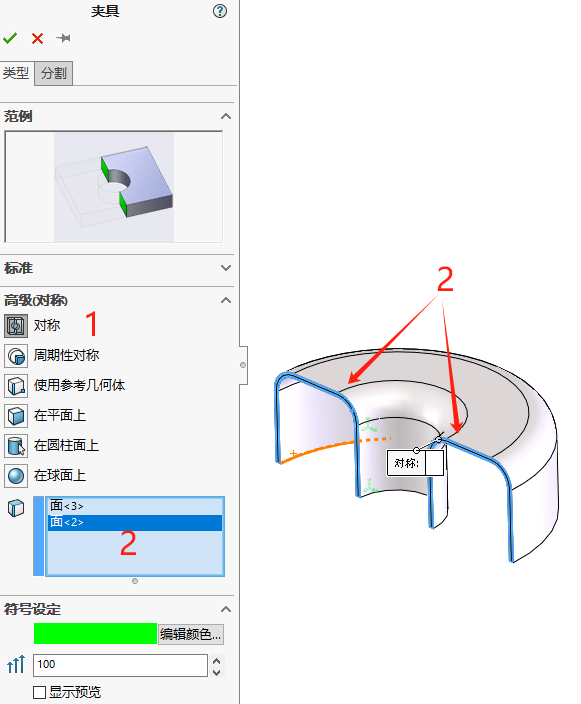 夹具
类型 分割
范例
标准
高级(对称)
1
对称
周期性对称
使用参考几何体
在平面上
在圆柱面上
在球面上
面<3>
面<2>
2
符号设定
编辑颜色...
100
显示预览
2
对称: